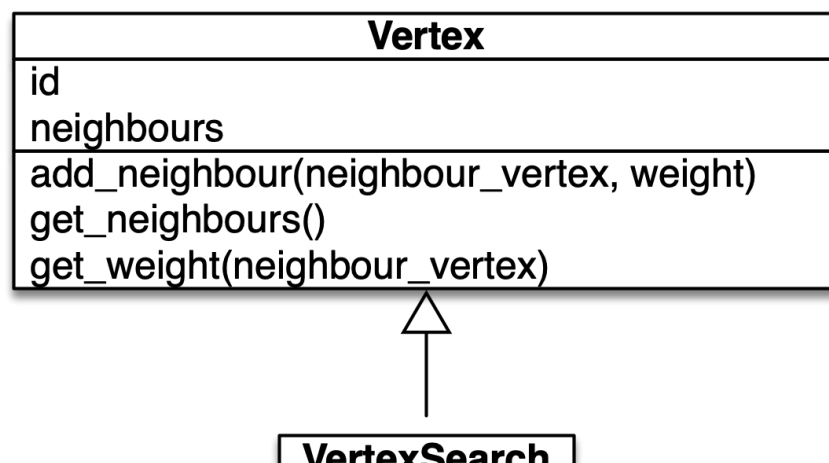 Vertex
id
neighbours
add_neighbour(neighbour_vertex, weight)
get_neighbours()
get_weight(neighbour_vertex)
VertexSearch